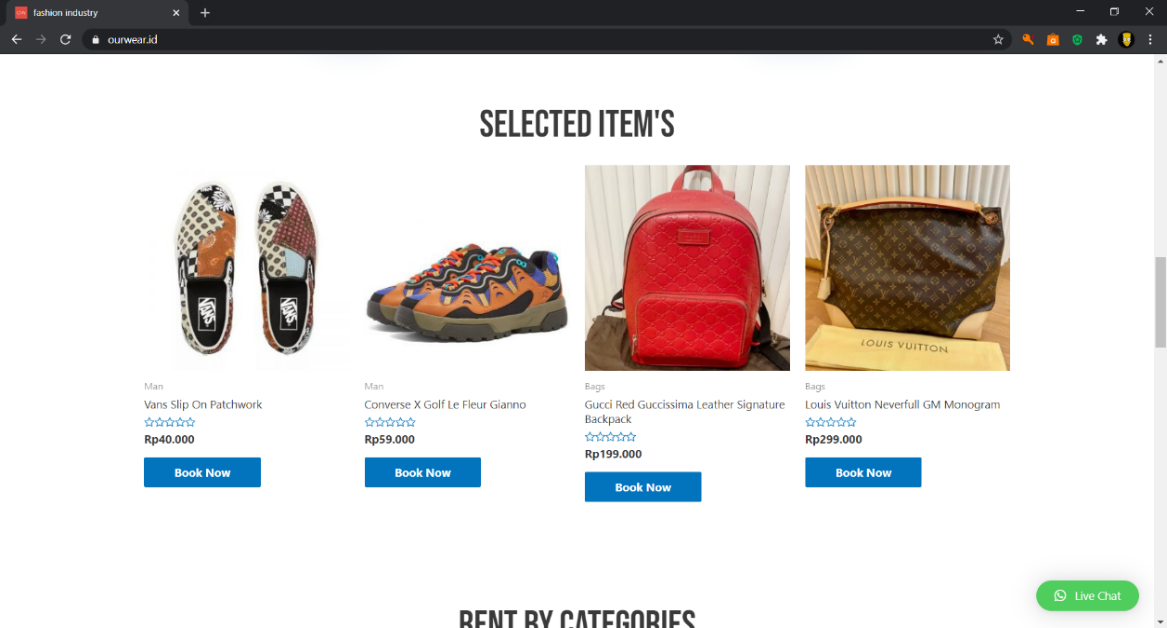 fashion industry
ourwear.id
SELECTED ITEM'S
VANS
VANS
LOUIS VUITTON
Man
Man
Bags
Bags
Vans Slip On Patchwork
Converse X Golf Le Fleur Gianno
Gucci Red Guccissima Leather Signature
Backpack
Louis Vuitton Neverfull GM Monogram
Rp40.000
Rp59.000
Rp199.000
Rp299.000
Book Now
Book Now
Book Now
Book Now
Live Chat
RENT BY CATEGORIES